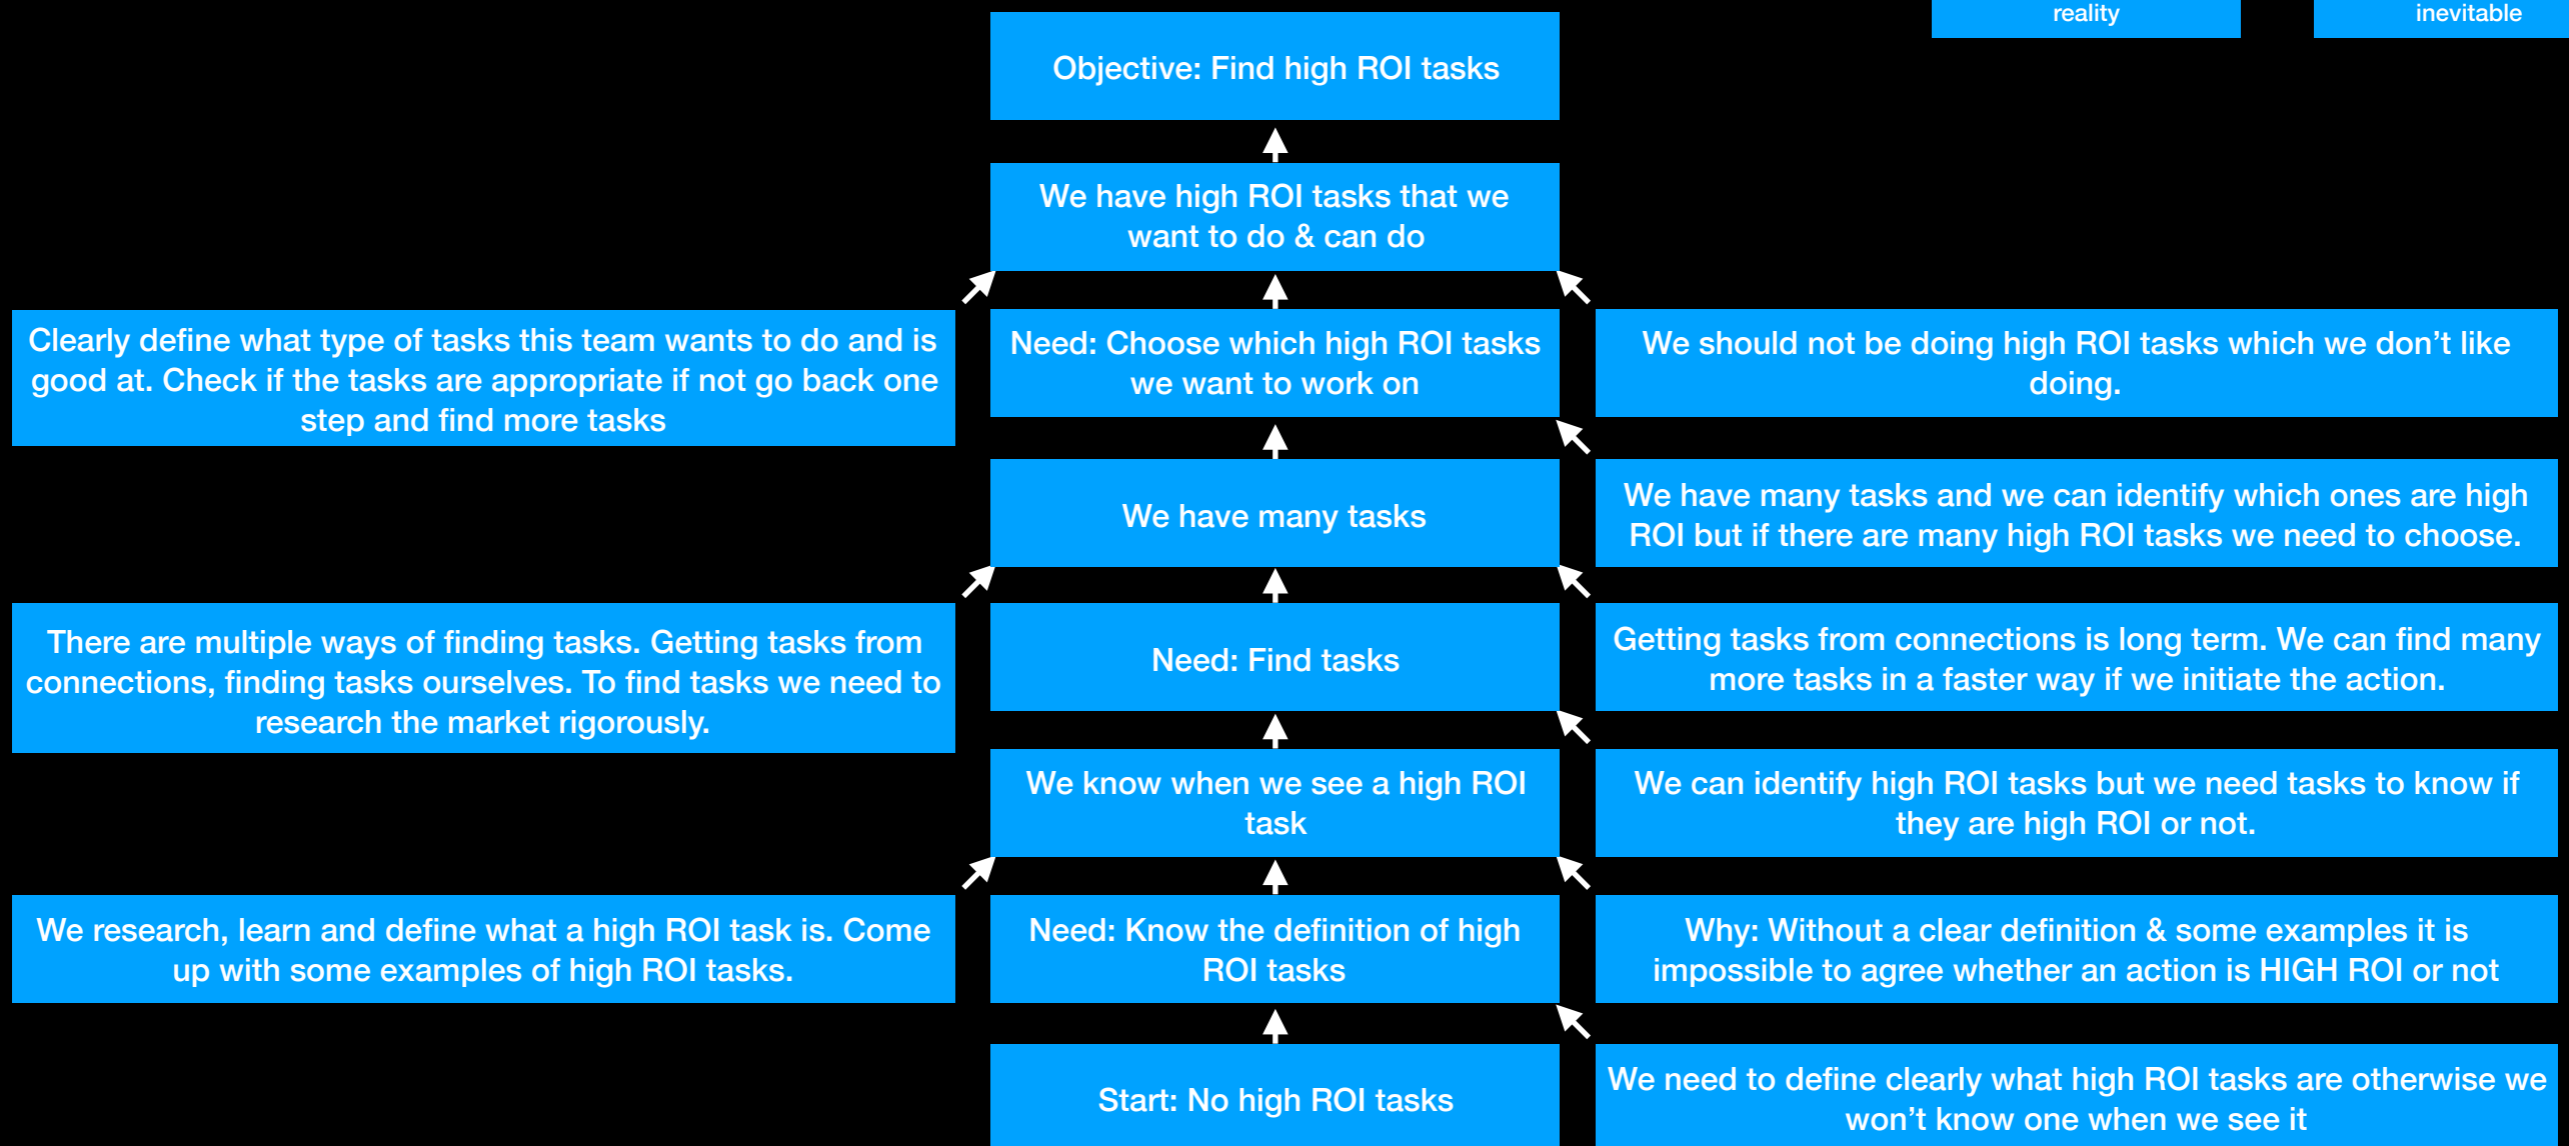 reality
inevitable
Objective: Find high ROI tasks
We have high ROI tasks that we
want to do & can do
Clearly define what type of tasks this team wants to do and is
good at. Check if the tasks are appropriate if not go back one
step and find more tasks
Need: Choose which high ROI tasks
we want to work on
We should not be doing high ROI tasks which we don’t like
doing.
We have many tasks
We have many tasks and we can identify which ones are high
ROI but if there are many high ROI tasks we need to choose.
There are multiple ways of finding tasks. Getting tasks from
connections, finding tasks ourselves. To find tasks we need to
research the market rigorously.
Need: Find tasks
Getting tasks from connections is long term. We can find many
more tasks in a faster way if we initiate the action.
We know when we see a high ROI
task
We can identify high ROI tasks but we need tasks to know if
they are high ROI or not.
We research, learn and define what a high ROI task is. Come
up with some examples of high ROI tasks.
Need: Know the definition of high
ROI tasks
Why: Without a clear definition & some examples it is
impossible to agree whether an action is HIGH ROI or not
Start: No high ROI tasks
We need to define clearly what high ROI tasks are otherwise we
won’t know one when we see it